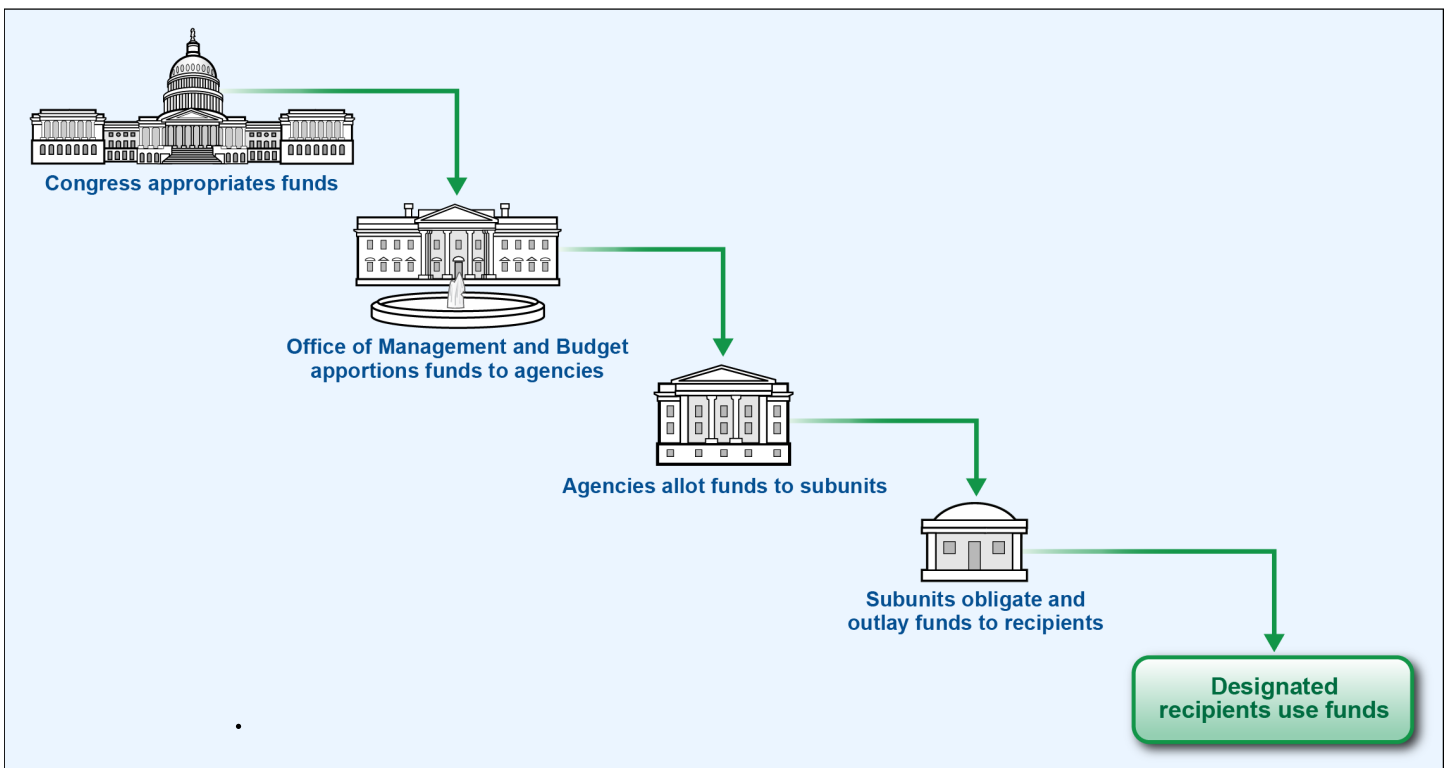 Congress appropriates funds
Office of Management and Budget
apportions funds to agencies
Agencies allot funds to subunits
Subunits obligate and
outlay funds to recipients
Designated
recipients use funds